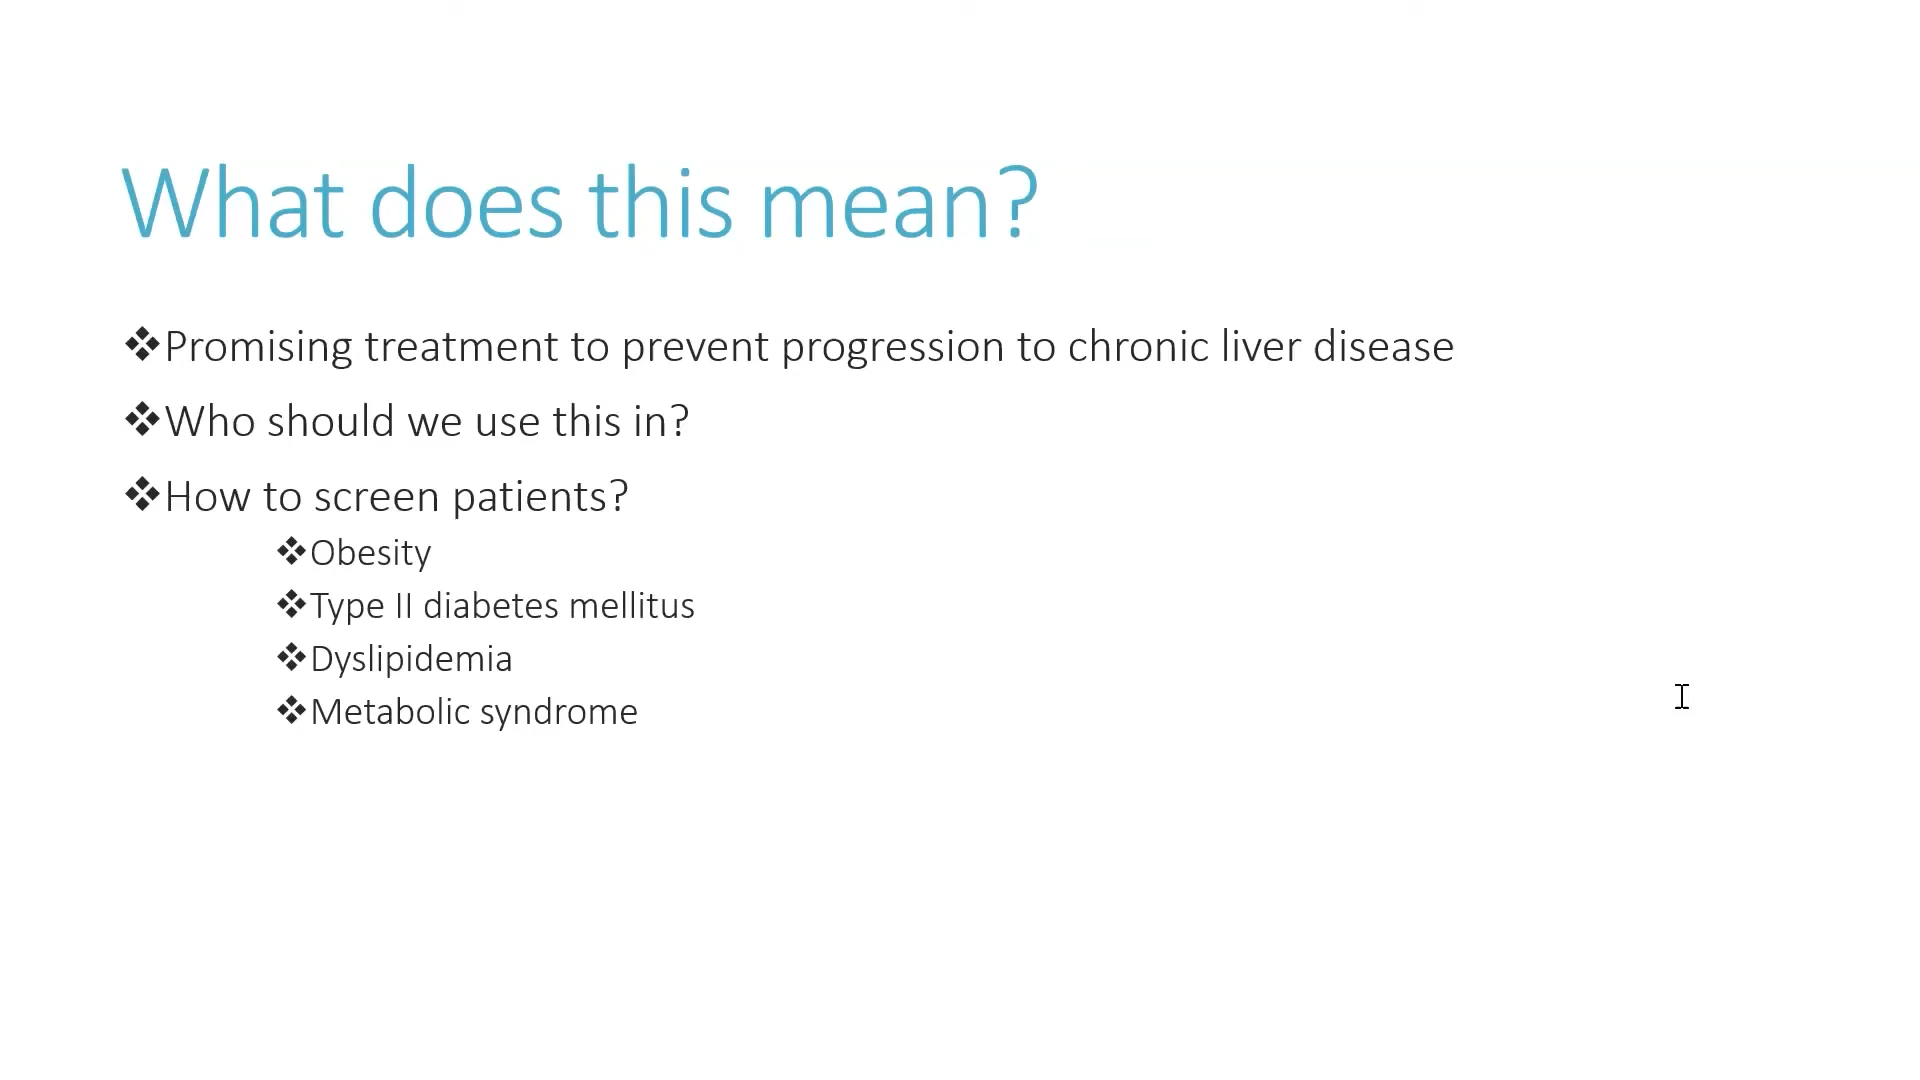 What does this mean?
❖Promising treatment to prevent progression to chronic liver disease
❖Who should we use this in?
❖How to screen patients?
❖Obesity
❖Type II diabetes mellitus
❖Dyslipidemia
❖Metabolic syndrome